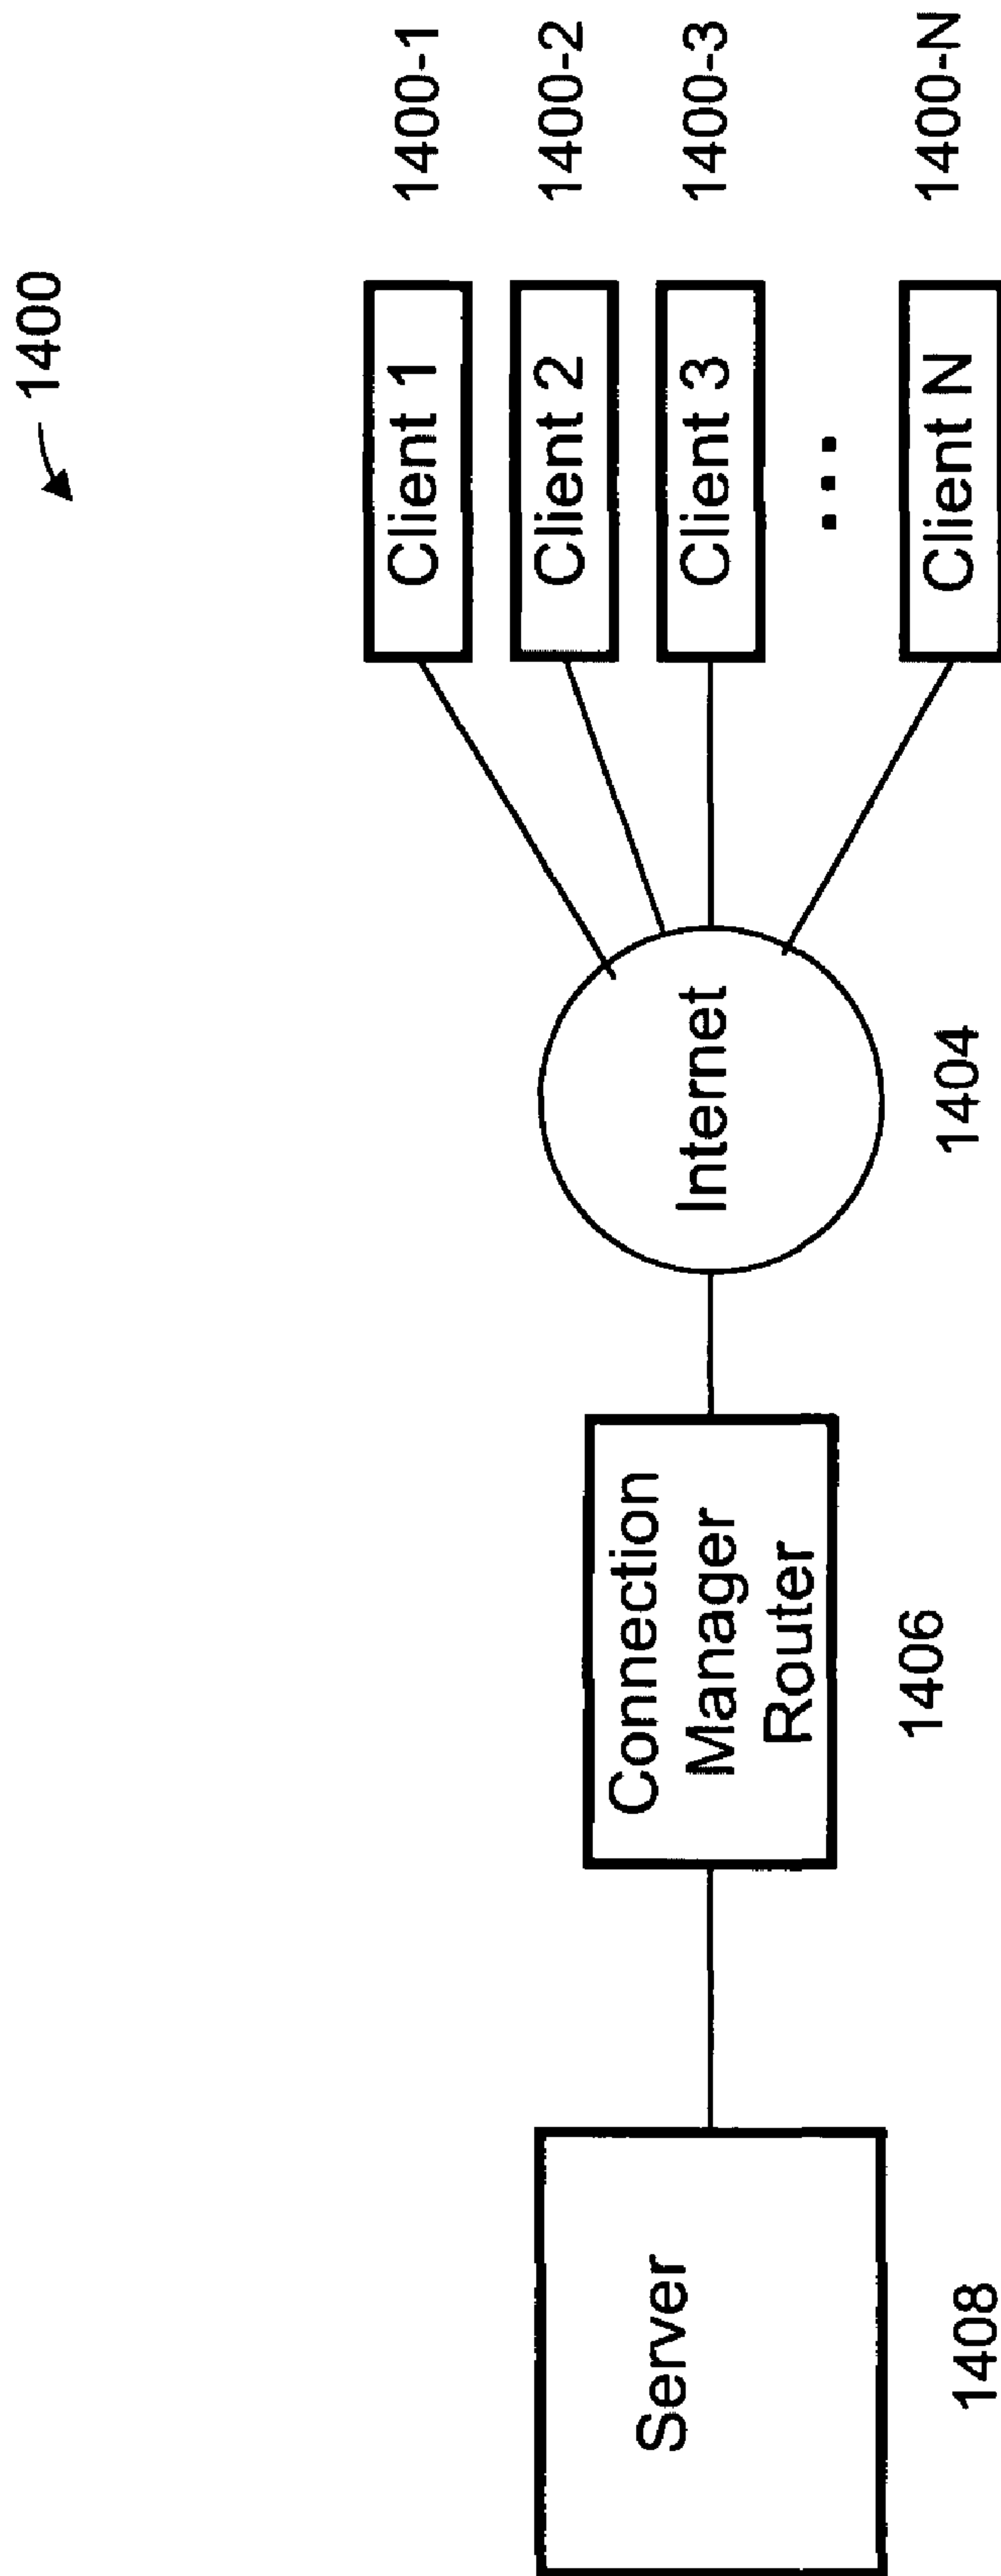 1400
Client 1
1400-1
Client 2
1400-2
Client 3
1400-3
...
Client N
1400-N
Internet
1404
Connection
Manager
Router
1406
Server
1408